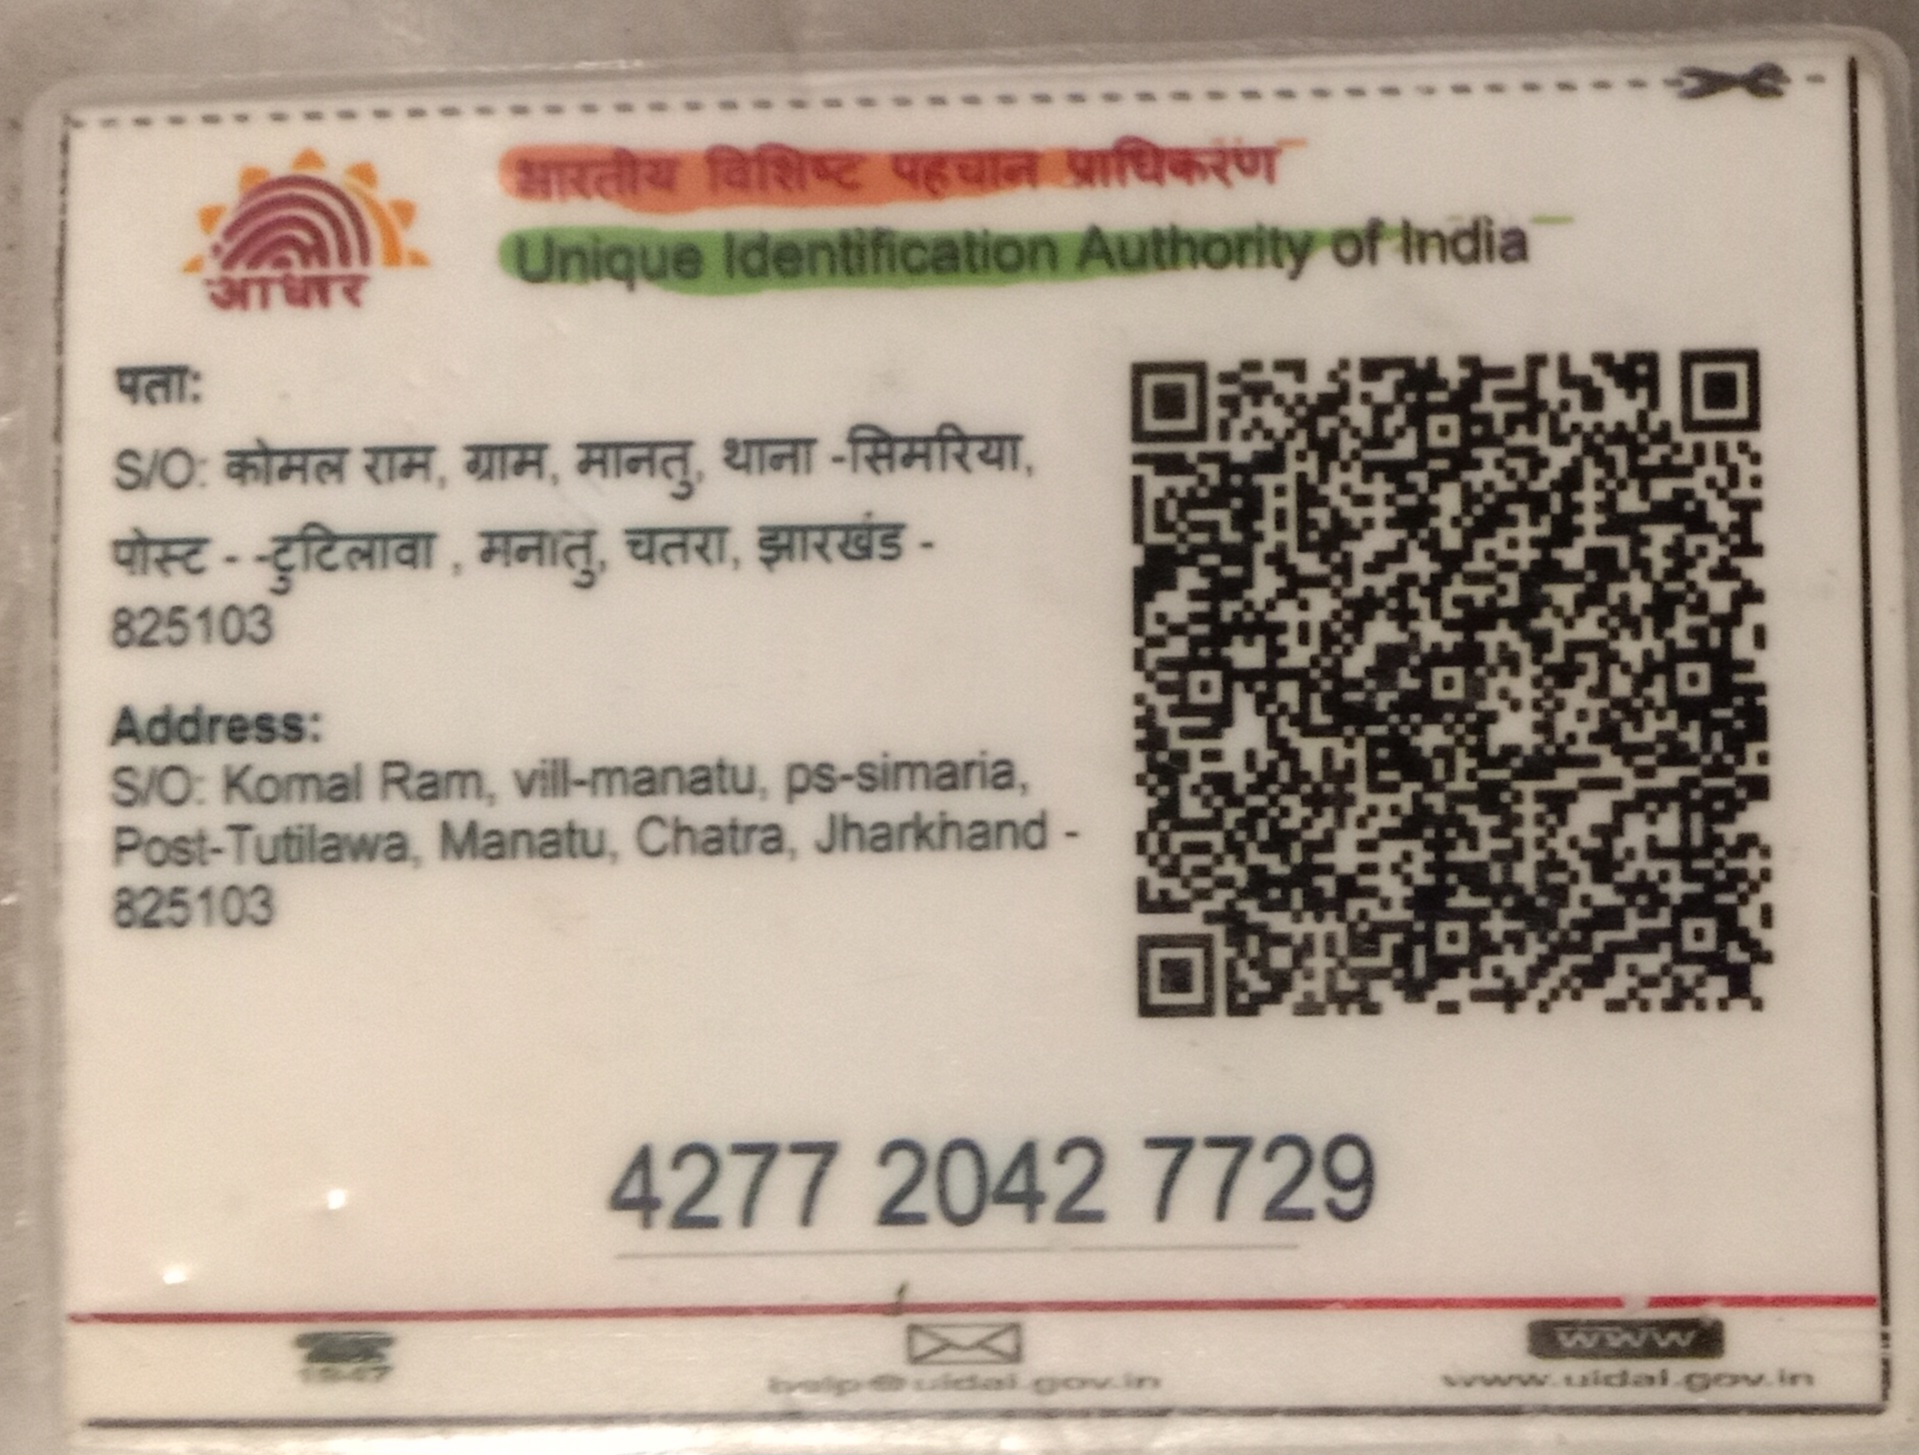 आधार
भारतीय विशिष्ट पहचान प्राधिकरण
Unique Identification Authority of India
पता:
S/O: कोमल राम, ग्राम, मानतु, थाना -सिमरिया,
पोस्ट - -टुटिलावा , मनातु, चतरा, झारखंड -
825103
Address:
S/O: Komal Ram, vill-manatu, ps-simaria,
Post-Tutilawa, Manatu, Chatra, Jharkhand -
825103
4277 2042 7729
1947
help@uidai.gov.in
www
www.uidai.gov.in